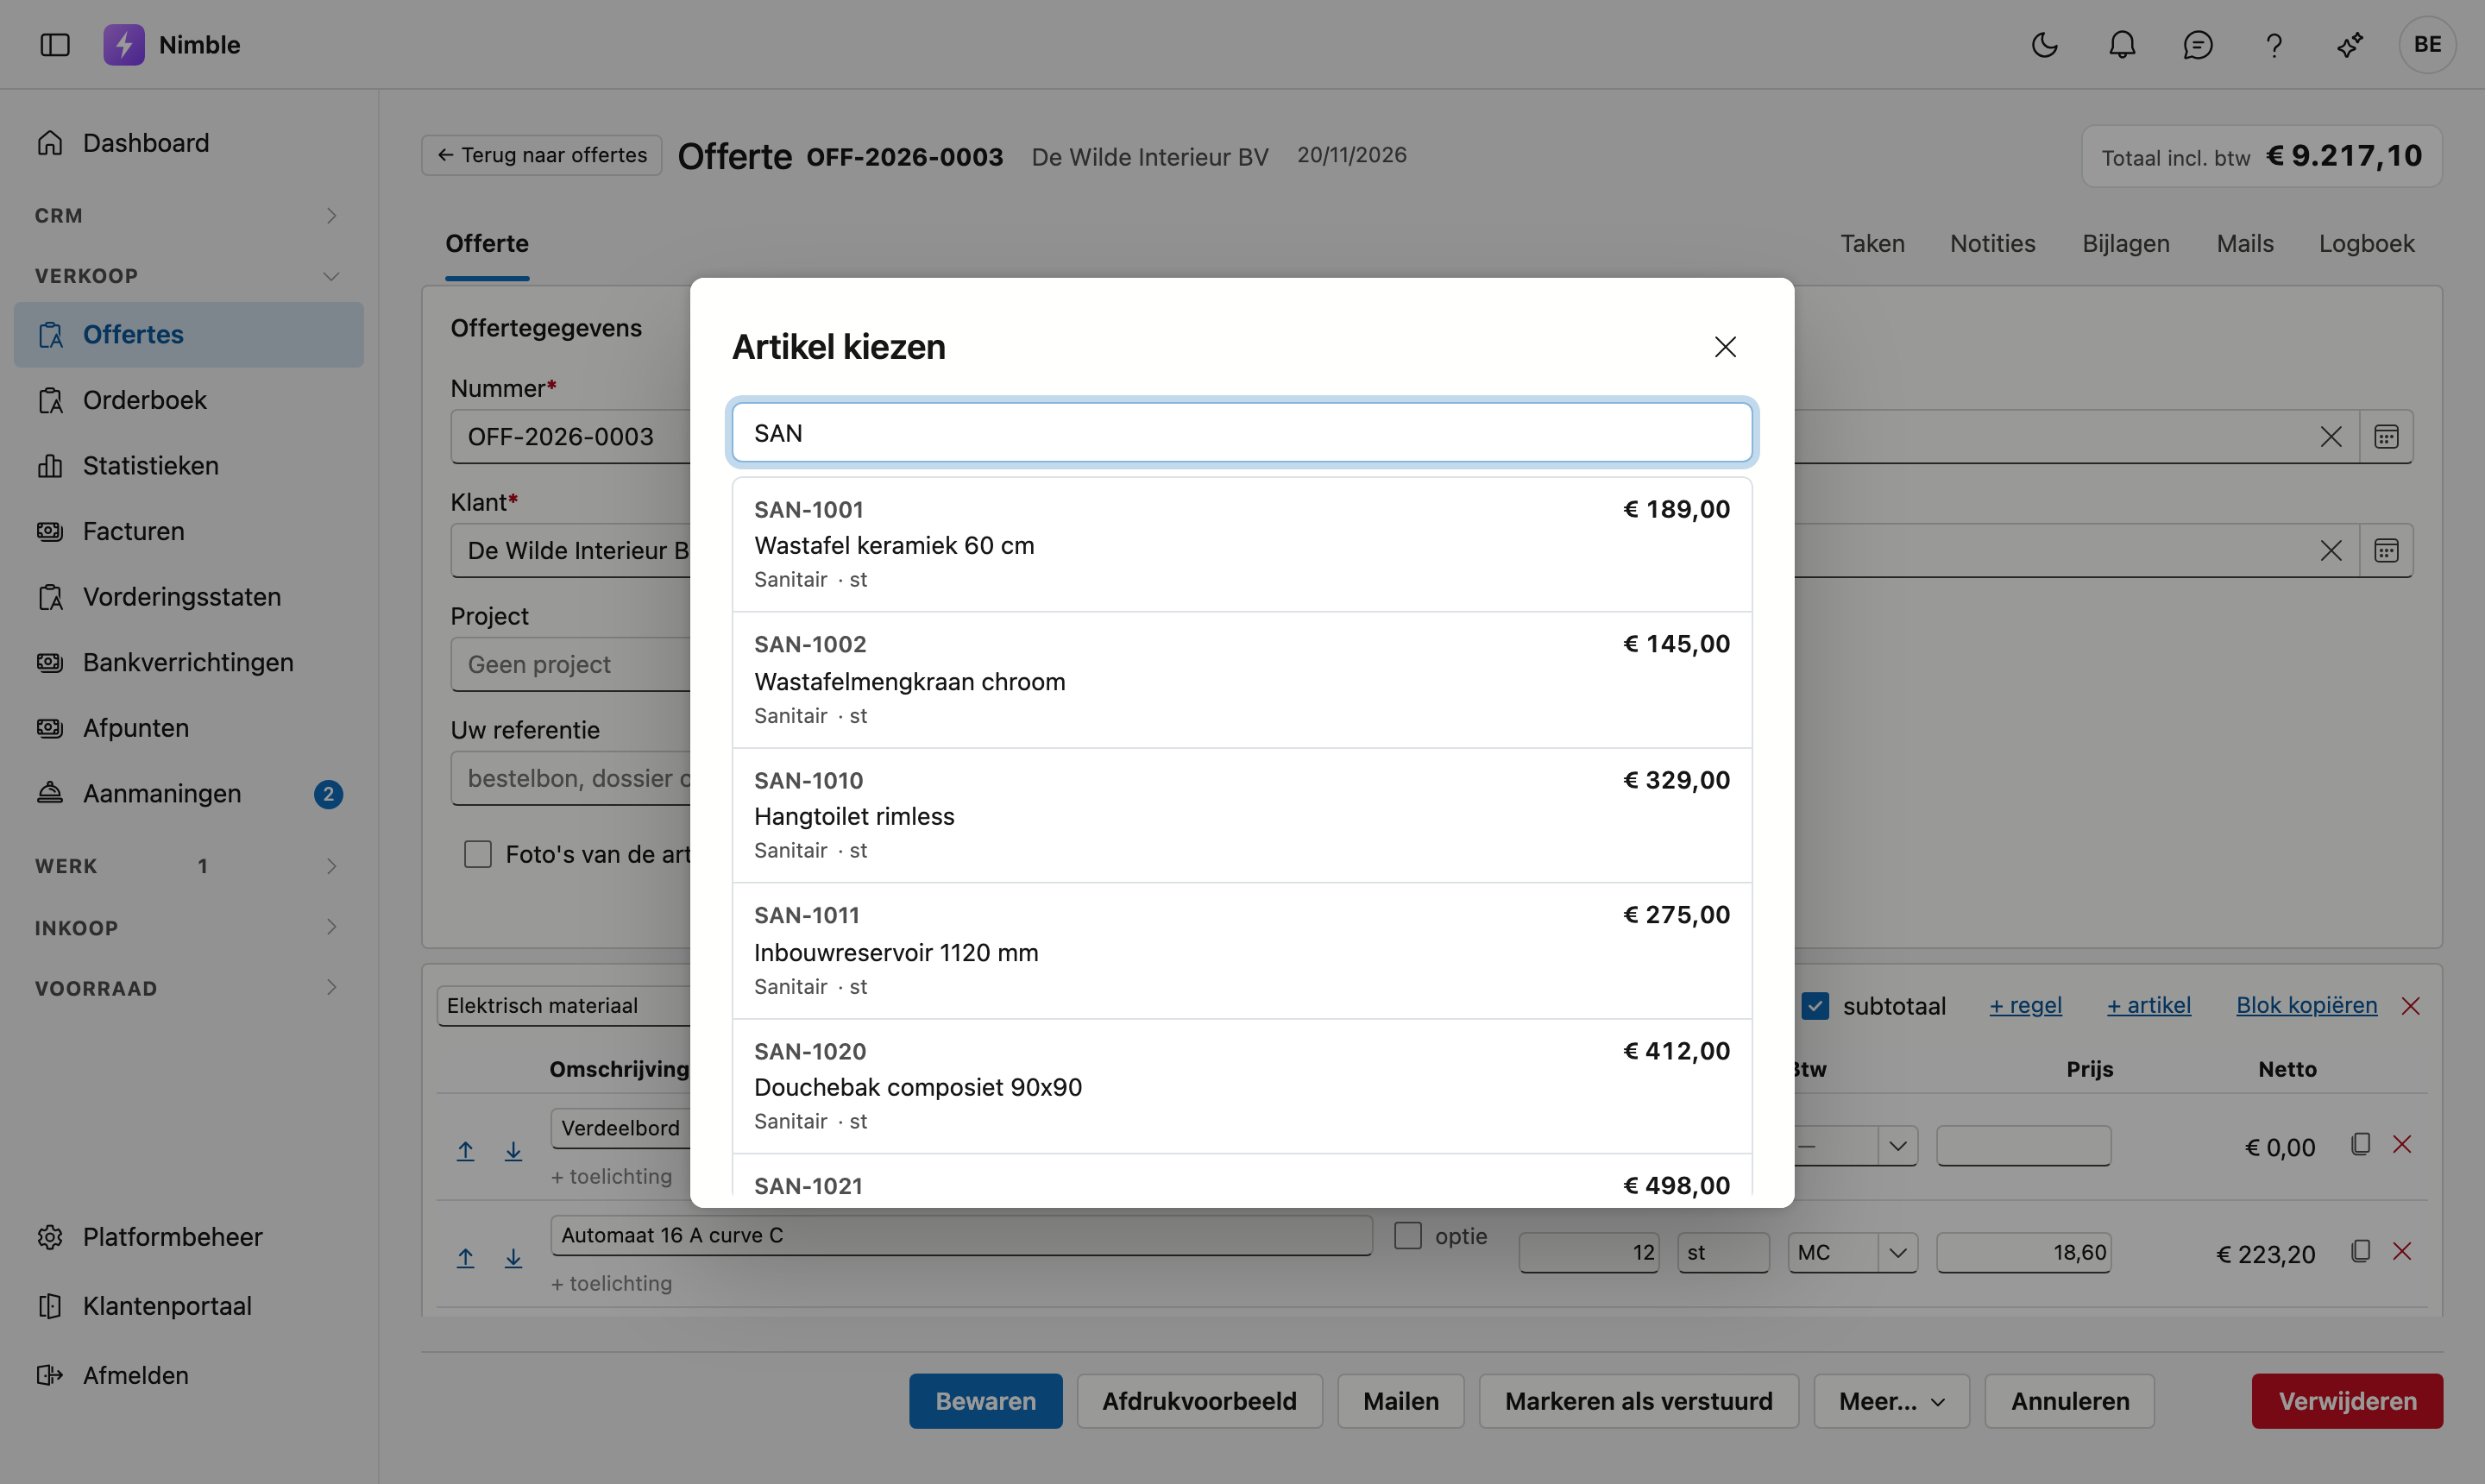 Nimble
BE
Dashboard
CRM
VERKOOP
Offertes
Orderboek
Statistieken
Facturen
Vorderingsstaten
Bankverrichtingen
Afpunten
Aanmaningen 2
WERK 1
INKOOP
VOORRAAD
Platformbeheer
Klantenportaal
Afmelden
← Terug naar offertes Offerte OFF-2026-0003 De Wilde Interieur BV 20/11/2026 Totaal incl. btw € 9.217,10
Offerte Taken Notities Bijlagen Mails Logboek
Offertegegevens
Nummer*
OFF-2026-0003
Klant*
De Wilde Interieur B
Project
Geen project
Uw referentie
bestelbon, dossier
Foto's van de art
Artikel kiezen
SAN
SAN-1001 € 189,00
Wastafel keramiek 60 cm
Sanitair · st
SAN-1002 € 145,00
Wastafelmengkraan chroom
Sanitair · st
SAN-1010 € 329,00
Hangtoilet rimless
Sanitair · st
SAN-1011 € 275,00
Inbouwreservoir 1120 mm
Sanitair · st
SAN-1020 € 412,00
Douchebak composiet 90x90
Sanitair · st
SAN-1021 € 498,00
Elektrisch materiaal subtotaal + regel + artikel Blok kopiëren
Omschrijving Btw Prijs Netto
Verdeelbord — € 0,00
+ toelichting
Automaat 16 A curve C optie 12 st MC 18,60 € 223,20
+ toelichting
Bewaren Afdrukvoorbeeld Mailen Markeren als verstuurd Meer... Annuleren Verwijderen